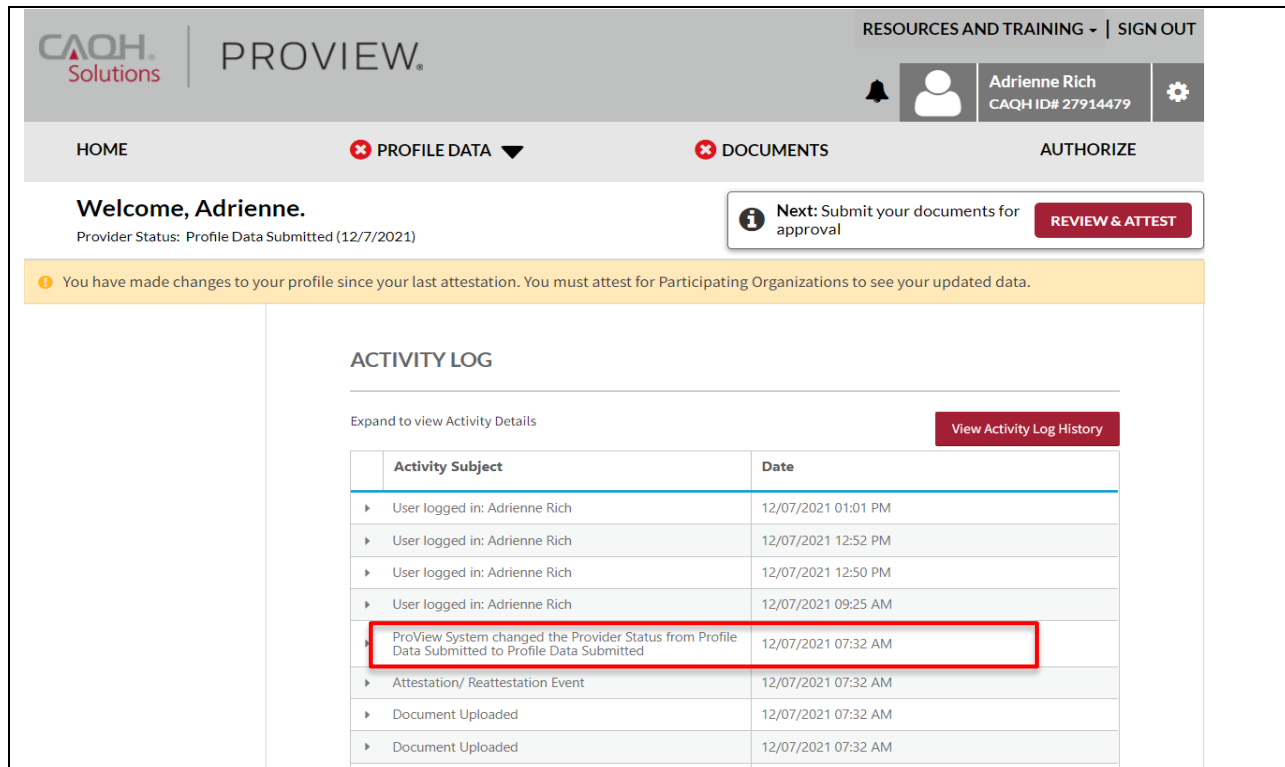 RESOURCES AND TRAINING | SIGN OUT
CAQH®
Solutions
PROVIEW®
Adrienne Rich
CAQH ID# 27914479
HOME
PROFILE DATA
DOCUMENTS
AUTHORIZE
Welcome, Adrienne.
Provider Status: Profile Data Submitted (12/7/2021)
Next: Submit your documents for
approval
REVIEW & ATTEST
You have made changes to your profile since your last attestation. You must attest for Participating Organizations to see your updated data.
ACTIVITY LOG
Expand to view Activity Details
View Activity Log History
Activity Subject Date
User logged in: Adrienne Rich 12/07/2021 01:01 PM
User logged in: Adrienne Rich 12/07/2021 12:52 PM
User logged in: Adrienne Rich 12/07/2021 12:50 PM
User logged in: Adrienne Rich 12/07/2021 09:25 AM
ProView System changed the Provider Status from Profile
Data Submitted to Profile Data Submitted 12/07/2021 07:32 AM
Attestation/ Reattestation Event 12/07/2021 07:32 AM
Document Uploaded 12/07/2021 07:32 AM
Document Uploaded 12/07/2021 07:32 AM